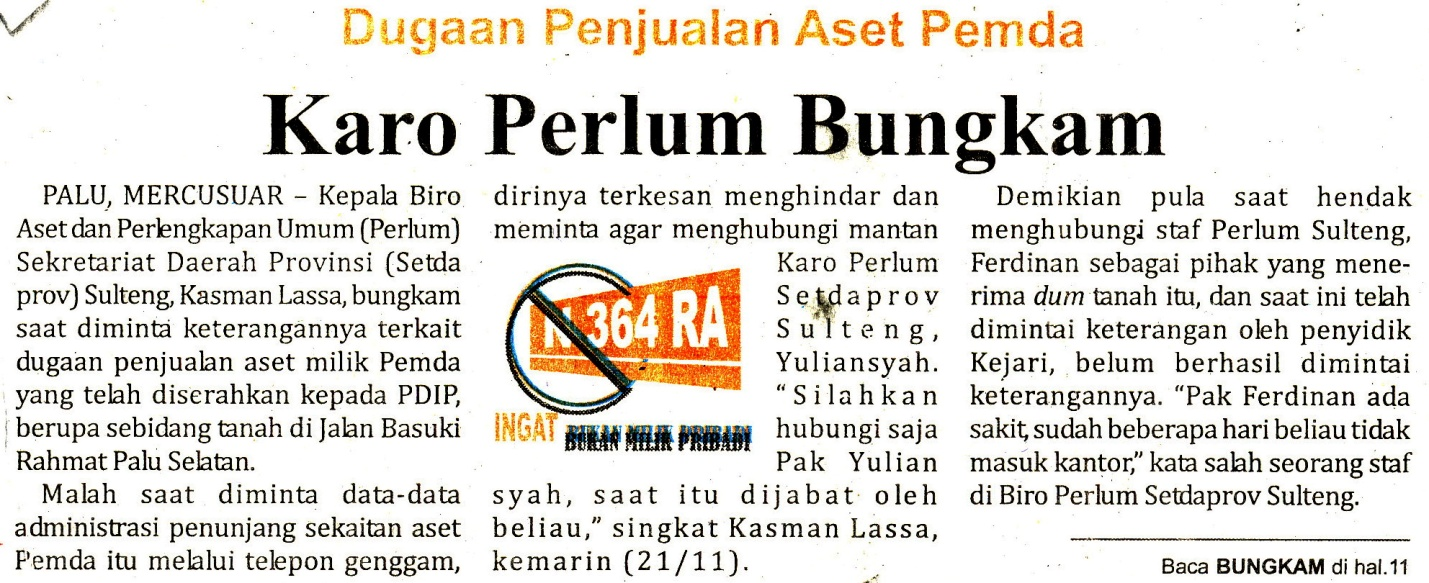 Dugaan Penjualan Aset Pemda
Karo Perlum Bungkam
PALU, MERCUSUAR – Kepala Biro
Aset dan Perlengkapan Umum (Perlum)
Sekretariat Daerah Provinsi (Setda
prov) Sulteng, Kasman Lassa, bungkam
saat diminta keterangannya terkait
dugaan penjualan aset milik Pemda
yang telah diserahkan kepada PDIP,
berupa sebidang tanah di Jalan Basuki
Rahmat Palu Selatan.
Malah saat diminta data-data
administrasi penunjang sekaitan aset
Pemda itu melalui telepon genggam,
dirinya terkesan menghindar dan
meminta agar menghubungi mantan
Karo Perlum
Setdaprov
Sulteng,
Yuliansyah.
“Silahkan
hubungi saja
Pak Yulian
syah, saat itu dijabat oleh
beliau,” singkat Kasman Lassa,
kemarin (21/11).
364 RA
INGAT
BUKAN MILIK PRIBADI
Demikian pula saat hendak
menghubungi staf Perlum Sulteng,
Ferdinan sebagai pihak yang mene-
rima dum tanah itu, dan saat ini telah
dimintai keterangan oleh penyidik
Kejari, belum berhasil dimintai
keterangannya. “Pak Ferdinan ada
sakit, sudah beberapa hari beliau tidak
masuk kantor,” kata salah seorang staf
di Biro Perlum Setdaprov Sulteng.
Baca BUNGKAM di hal.11